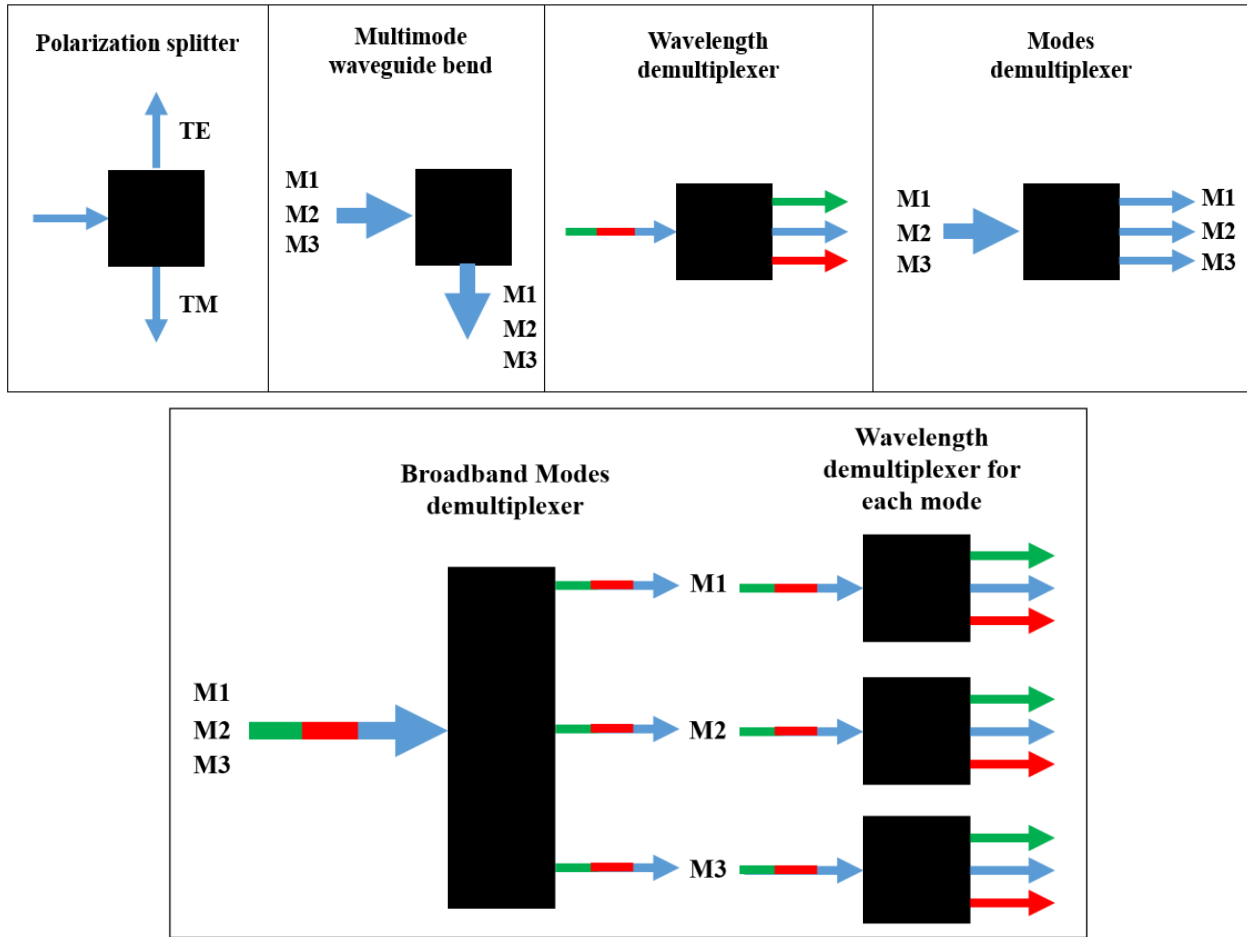 Polarization splitter
TE
TM
Multimode
waveguide bend
M1
M2
M3
M1
M2
M3
Wavelength
demultiplexer
Modes
demultiplexer
M1
M2
M3
M1
M2
M3
Broadband Modes
demultiplexer
Wavelength
demultiplexer for
each mode
M1
M2
M3
M1
M2
M3